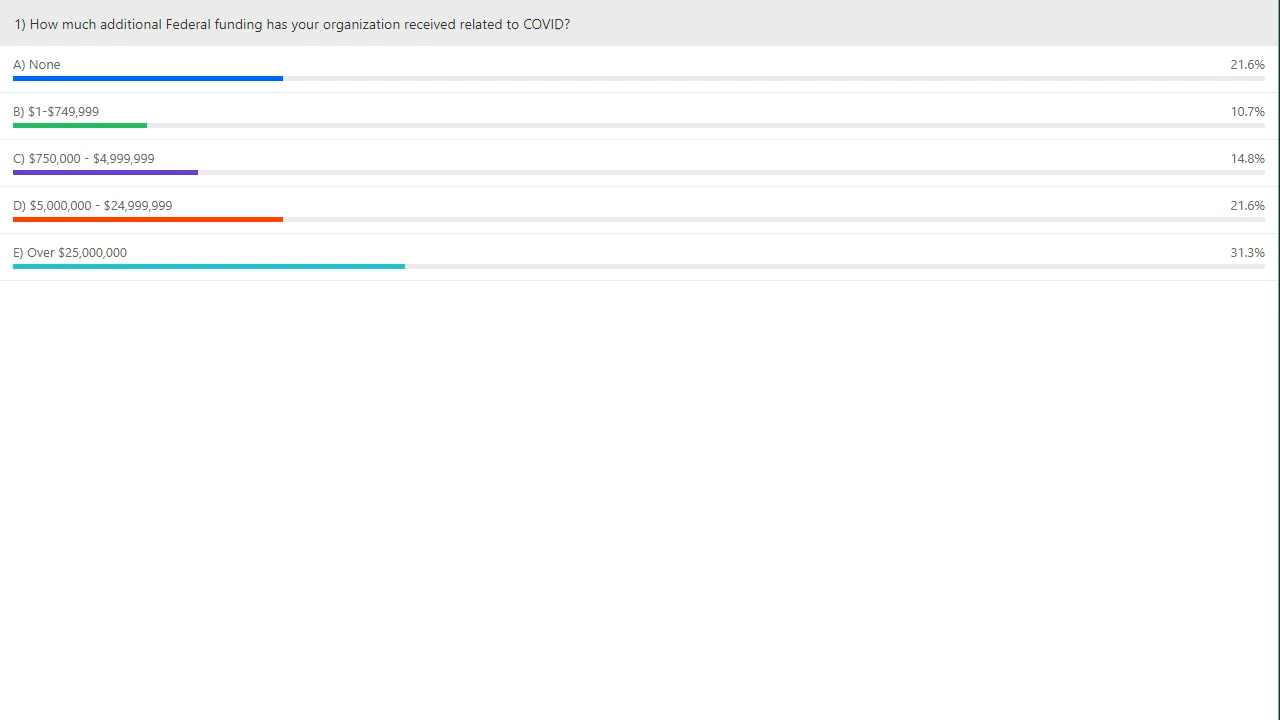 1) How much additional Federal funding has your organization received related to COVID?
A) None 21.6%
B) $1-$749,999 10.7%
C) $750,000 - $4,999,999 14.8%
D) $5,000,000 - $24,999,999 21.6%
E) Over $25,000,000 31.3%